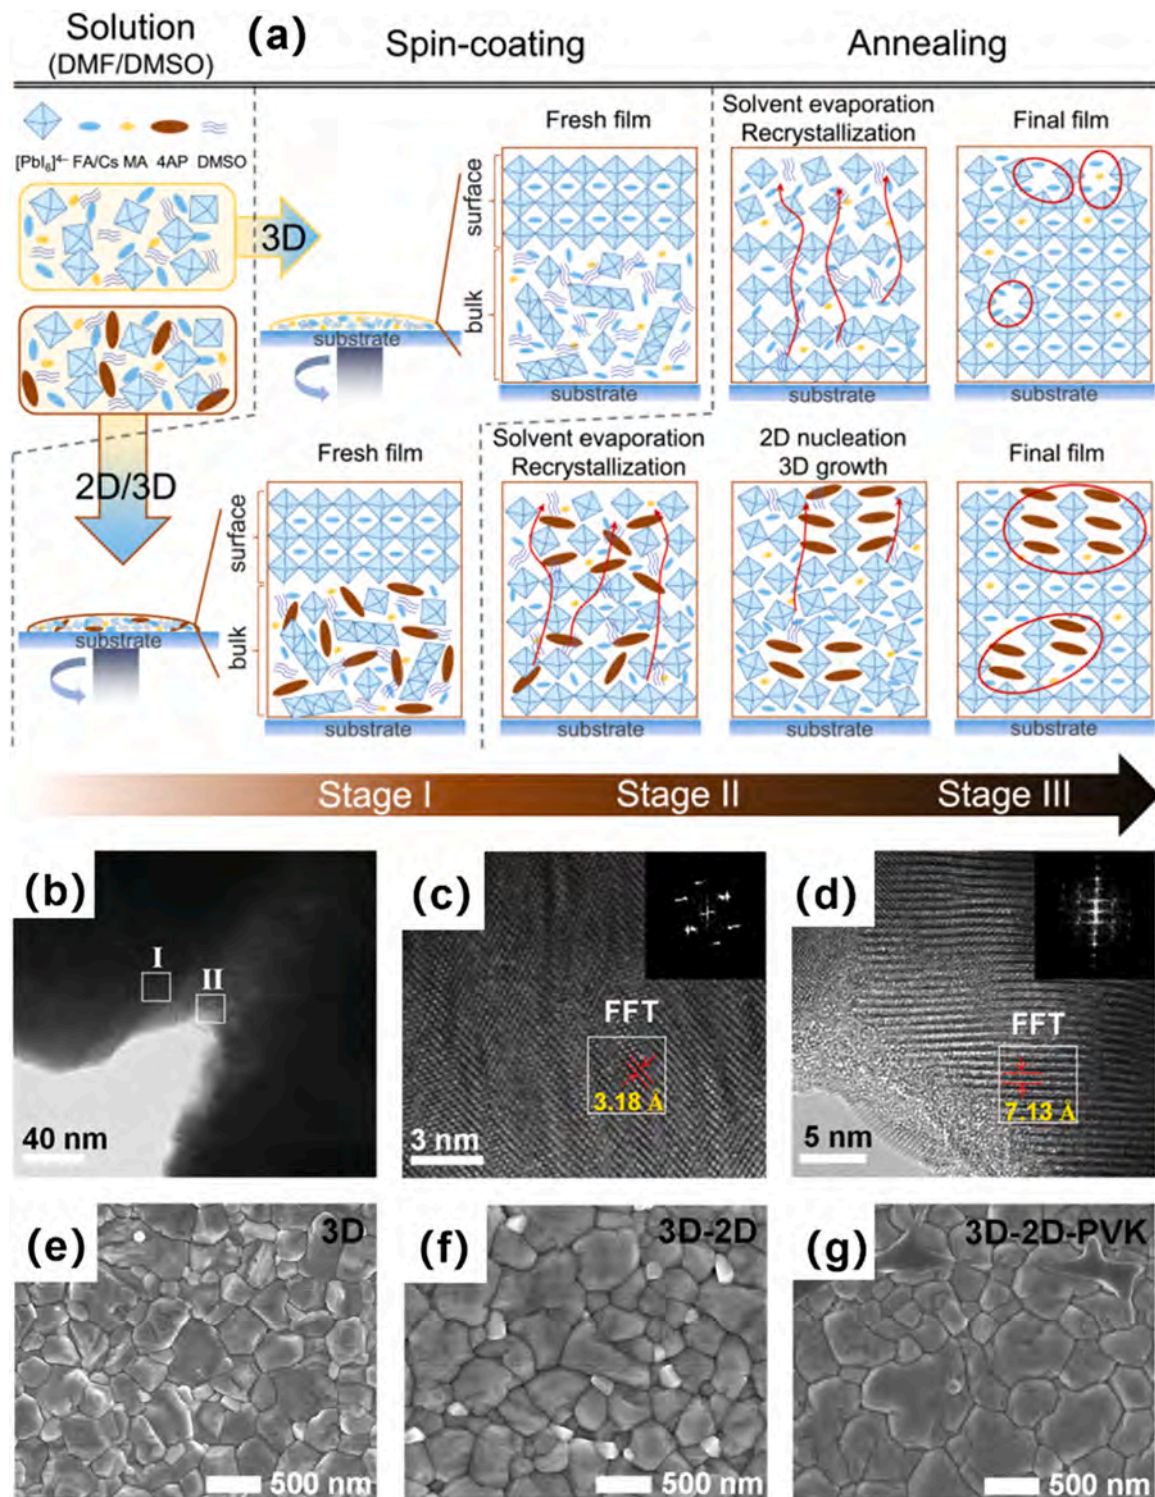 Solution
(DMF/DMSO)
(a)
Spin-coating
Annealing
[PbI₆]⁴⁻ FA/Cs MA 4AP DMSO
3D
substrate
Fresh film
surface
bulk
substrate
Solvent evaporation
Recrystallization
substrate
Final film
substrate
2D/3D
substrate
Fresh film
surface
bulk
substrate
Solvent evaporation
Recrystallization
substrate
2D nucleation
3D growth
substrate
Final film
substrate
Stage I
Stage II
Stage III
(b)
I
II
40 nm
(c)
FFT
3.18 Å
3 nm
(d)
FFT
7.13 Å
5 nm
(e)
3D
500 nm
(f)
3D-2D
500 nm
(g)
3D-2D-PVK
500 nm